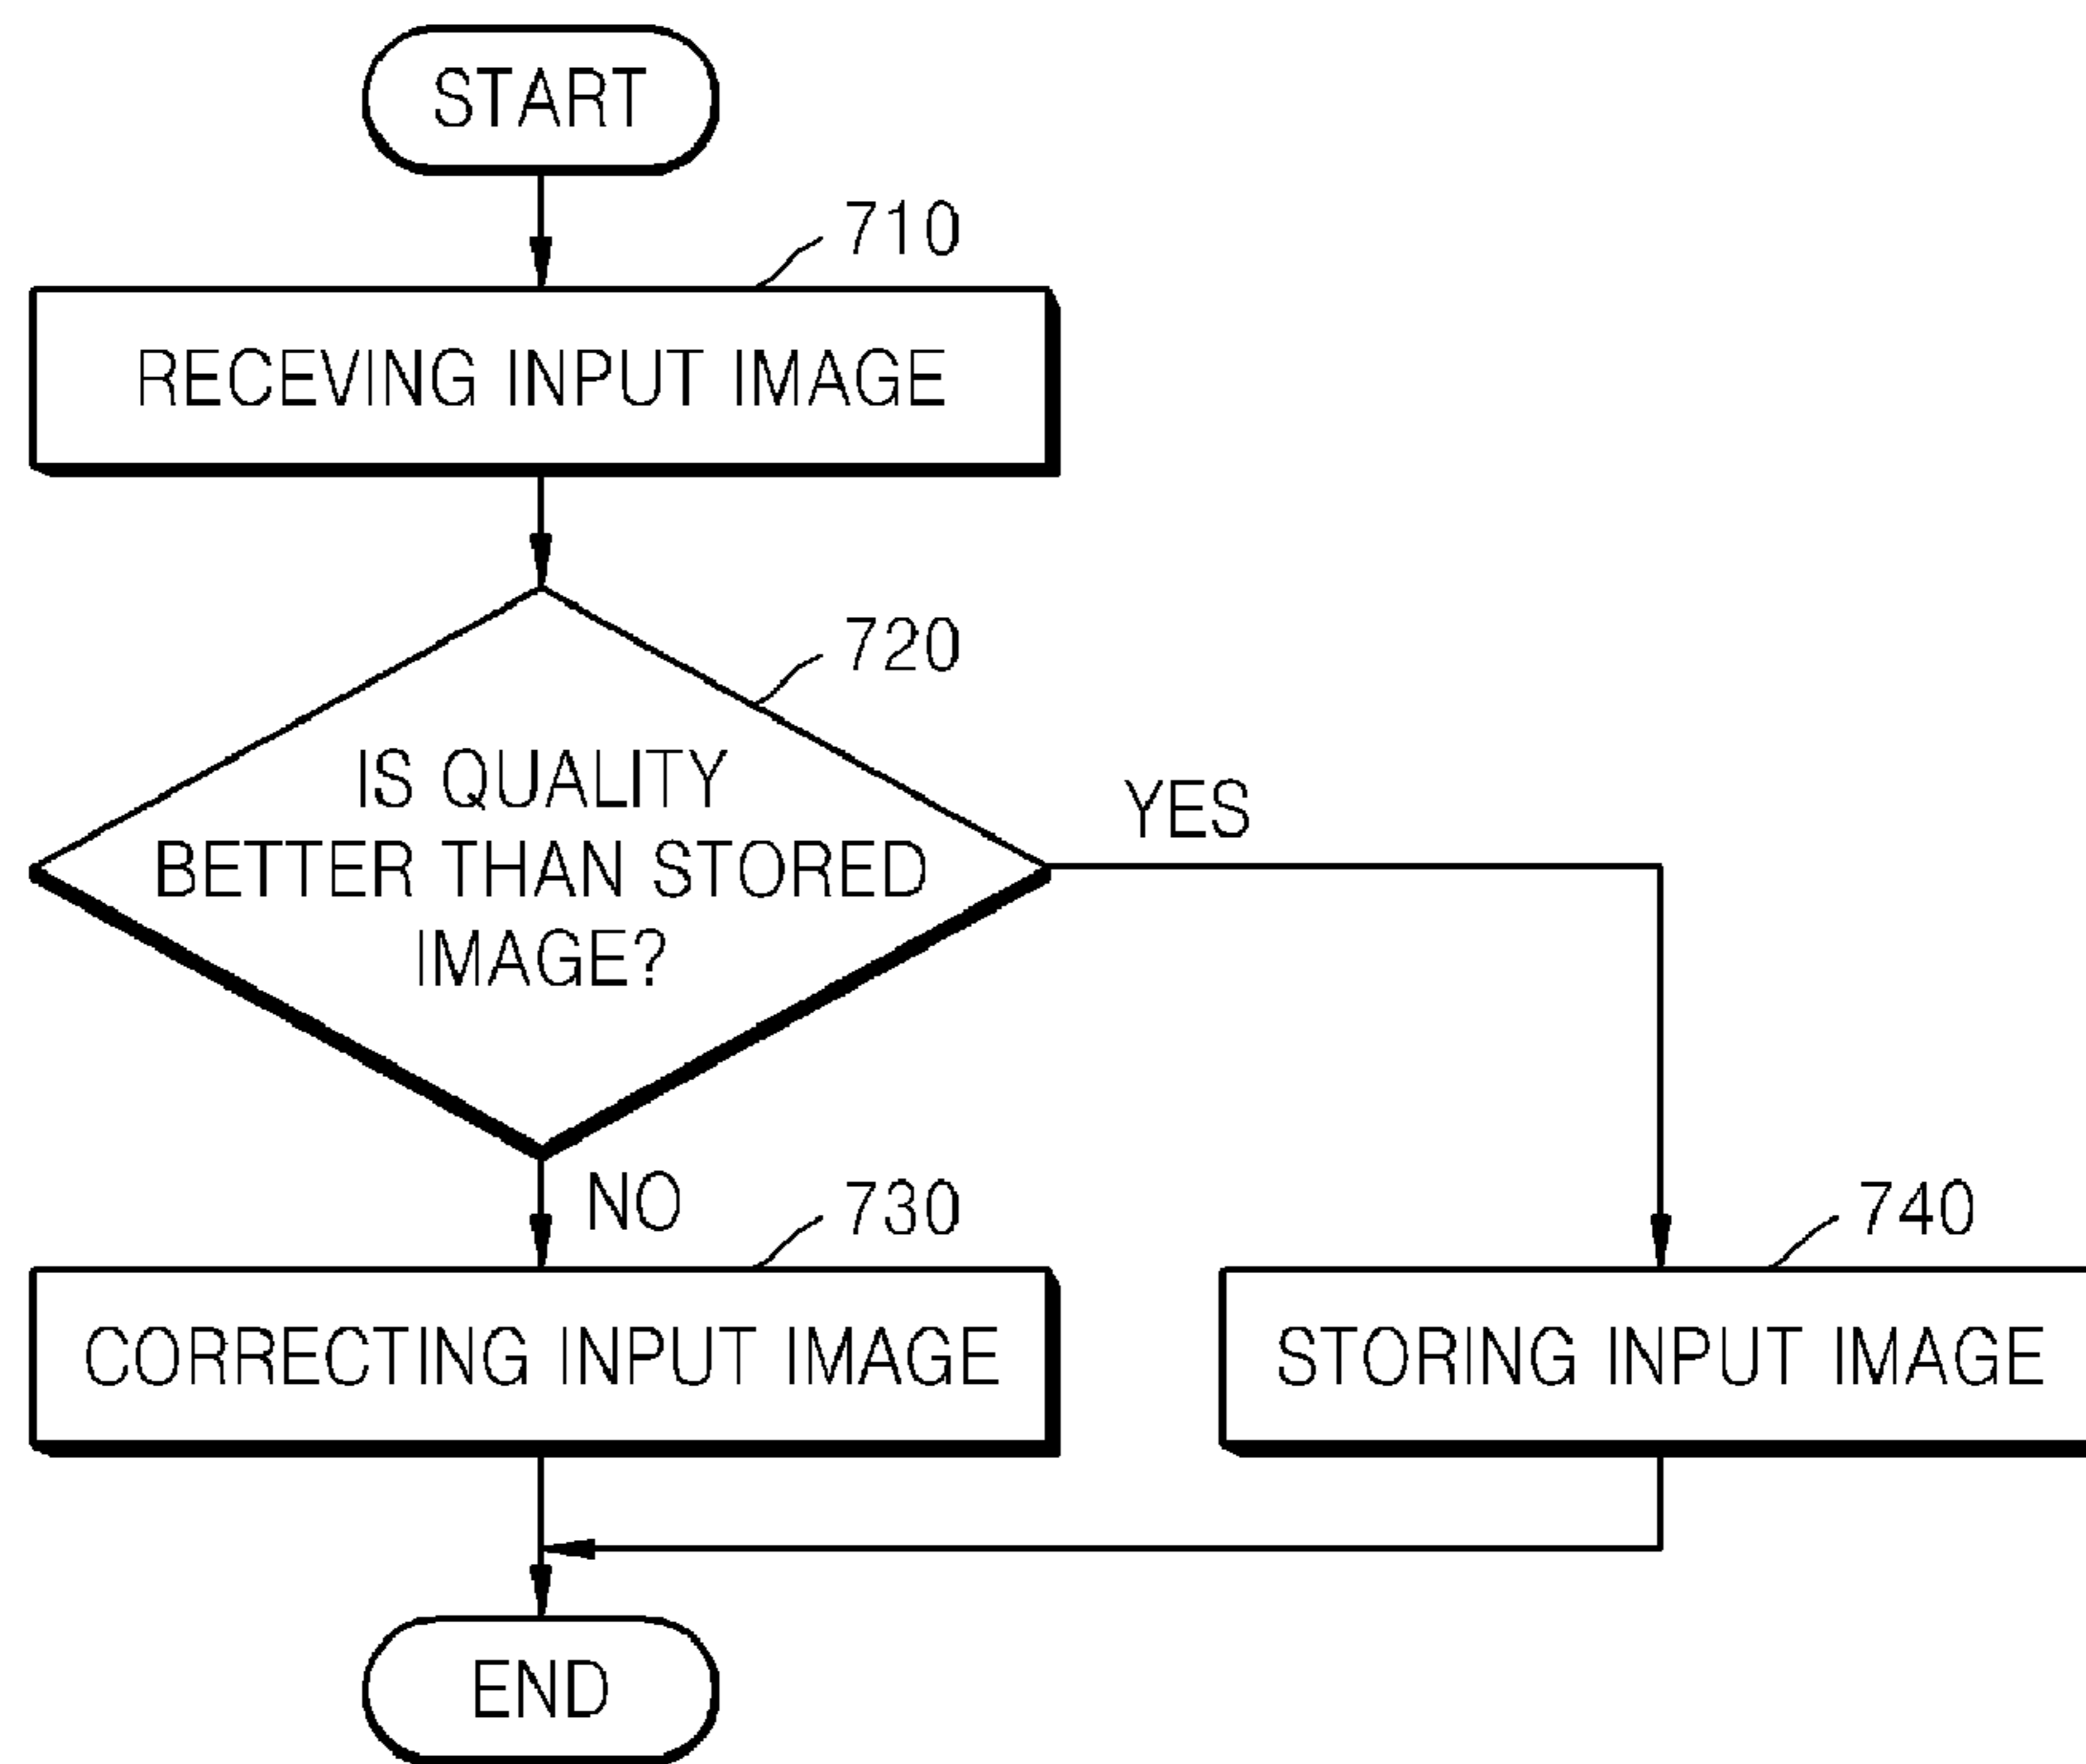 START
710
RECEVING INPUT IMAGE
720
IS QUALITY
BETTER THAN STORED
IMAGE?
YES
NO
730
740
CORRECTING INPUT IMAGE
STORING INPUT IMAGE
END